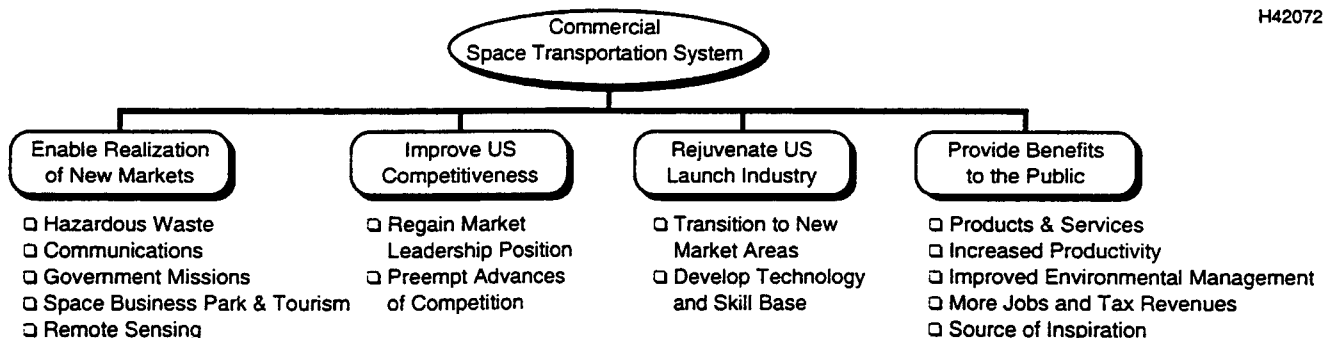 H42072
Commercial
Space Transportation System
Enable Realization
of New Markets
❑ Hazardous Waste
❑ Communications
❑ Government Missions
❑ Space Business Park & Tourism
❑ Remote Sensing
Improve US
Competitiveness
❑ Regain Market
Leadership Position
❑ Preempt Advances
of Competition
Rejuvenate US
Launch Industry
❑ Transition to New
Market Areas
❑ Develop Technology
and Skill Base
Provide Benefits
to the Public
❑ Products & Services
❑ Increased Productivity
❑ Improved Environmental Management
❑ More Jobs and Tax Revenues
❑ Source of Inspiration